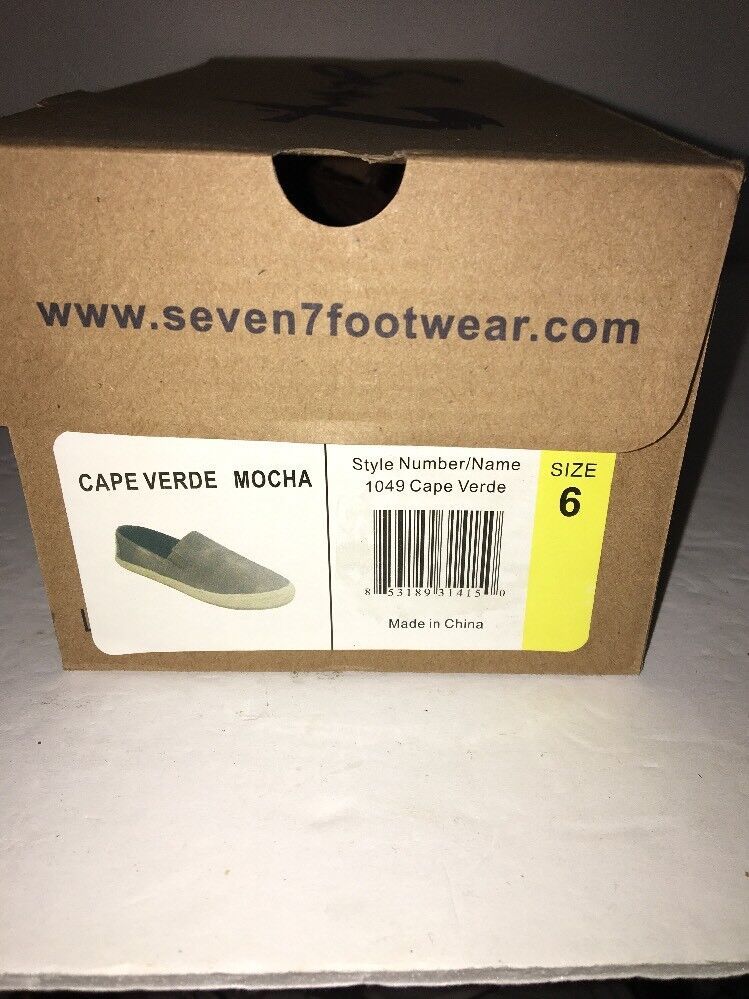 www.seven7footwear.com
CAPE VERDE MOCHA
Style Number/Name
1049 Cape Verde
8 53189 31415 0
Made in China
SIZE
6